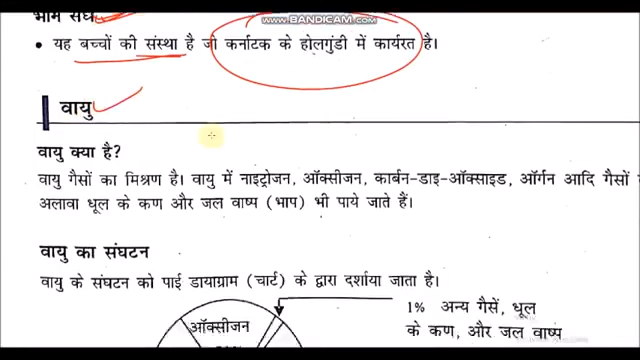 www.BANDICAM.com
भीम संघ
• यह बच्चों की संस्था है जो कर्नाटक के होलगुंडी में कार्यरत है।
वायु
वायु क्या है?
वायु गैसों का मिश्रण है। वायु में नाइट्रोजन, ऑक्सीजन, कार्बन-डाइ-ऑक्साइड, ऑर्गन आदि गैसों
अलावा धूल के कण और जल वाष्प (भाप) भी पाये जाते हैं।
वायु का संघटन
वायु के संघटन को पाई डायाग्राम (चार्ट) के द्वारा दर्शाया जाता है।
1% अन्य गैसें, धूल
के कण, और जल वाष्प
ऑक्सीजन